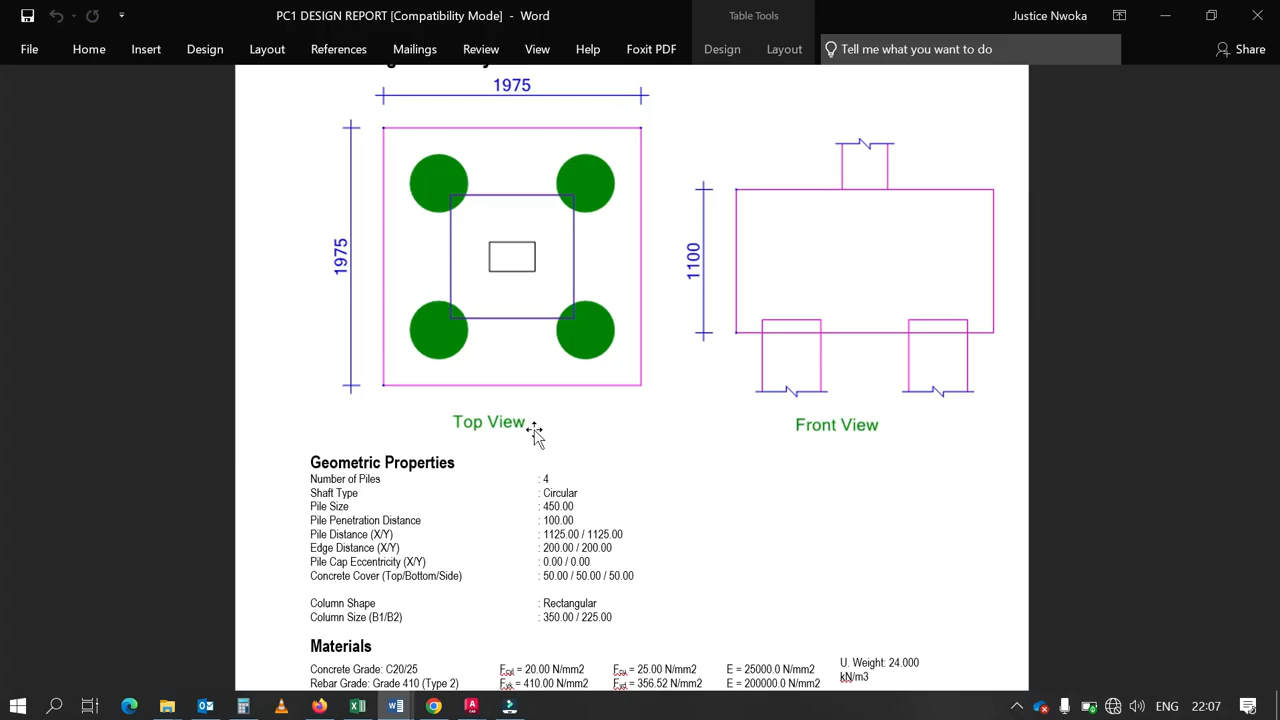 PC1 DESIGN REPORT [Compatibility Mode] - Word
Table Tools
Justice Nwoka
File Home Insert Design Layout References Mailings Review View Help Foxit PDF Design Layout Tell me what you want to do Share
1975
1975
1100
Top View
Front View
Geometric Properties
Number of Piles : 4
Shaft Type : Circular
Pile Size : 450.00
Pile Penetration Distance : 100.00
Pile Distance (X/Y) : 1125.00 / 1125.00
Edge Distance (X/Y) : 200.00 / 200.00
Pile Cap Eccentricity (X/Y) : 0.00 / 0.00
Concrete Cover (Top/Bottom/Side) : 50.00 / 50.00 / 50.00
Column Shape : Rectangular
Column Size (B1/B2) : 350.00 / 225.00
Materials
Concrete Grade: C20/25 = 20.00 N/mm2 = 25.00 N/mm2 E = 25000.0 N/mm2 U. Weight: 24.000
kN/m3
Rebar Grade: Grade 410 (Type 2) = 410.00 N/mm2 = 356.52 N/mm2 E = 200000.0 N/mm2
ENG 22:07